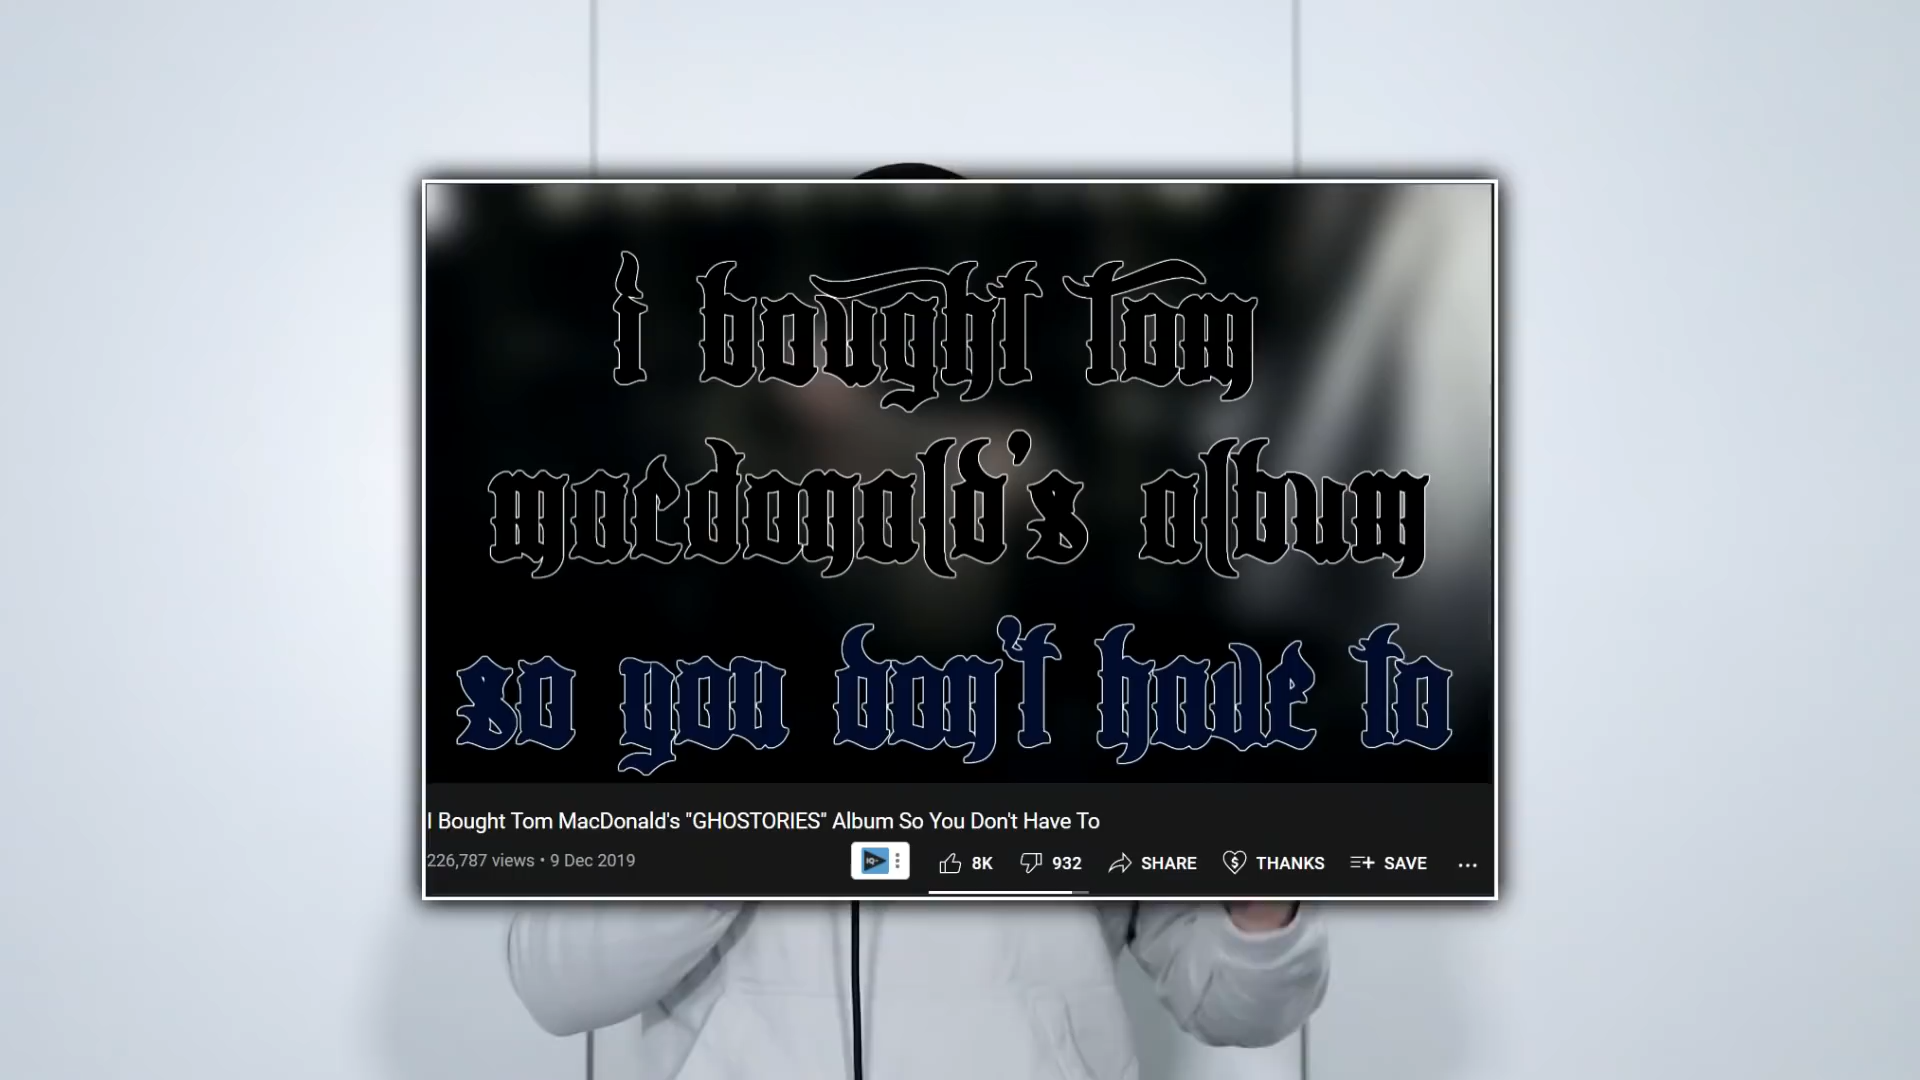 i bought tom
macdonald's album
so you don't have to
I Bought Tom MacDonald's "GHOSTORIES" Album So You Don't Have To
226,787 views • 9 Dec 2019
IQ
8K
932
SHARE
THANKS
SAVE